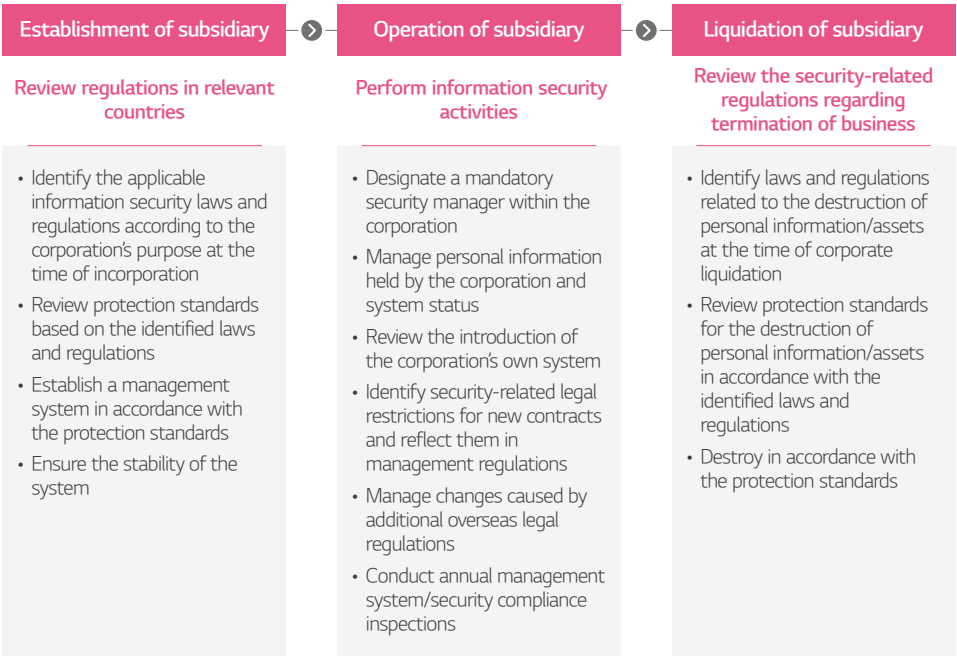 Establishment of subsidiary
Review regulations in relevant
countries
• Identify the applicable
information security laws and
regulations according to the
corporation's purpose at the
time of incorporation
• Review protection standards
based on the identified laws
and regulations
• Establish a management
system in accordance with
the protection standards
• Ensure the stability of the
system
Operation of subsidiary
Perform information security
activities
• Designate a mandatory
security manager within the
corporation
• Manage personal information
held by the corporation and
system status
• Review the introduction of
the corporation's own system
• Identify security-related legal
restrictions for new contracts
and reflect them in
management regulations
• Manage changes caused by
additional overseas legal
regulations
• Conduct annual management
system/security compliance
inspections
Liquidation of subsidiary
Review the security-related
regulations regarding
termination of business
• Identify laws and regulations
related to the destruction of
personal information/assets
at the time of corporate
liquidation
• Review protection standards
for the destruction of
personal information/assets
in accordance with the
identified laws and
regulations
• Destroy in accordance with
the protection standards